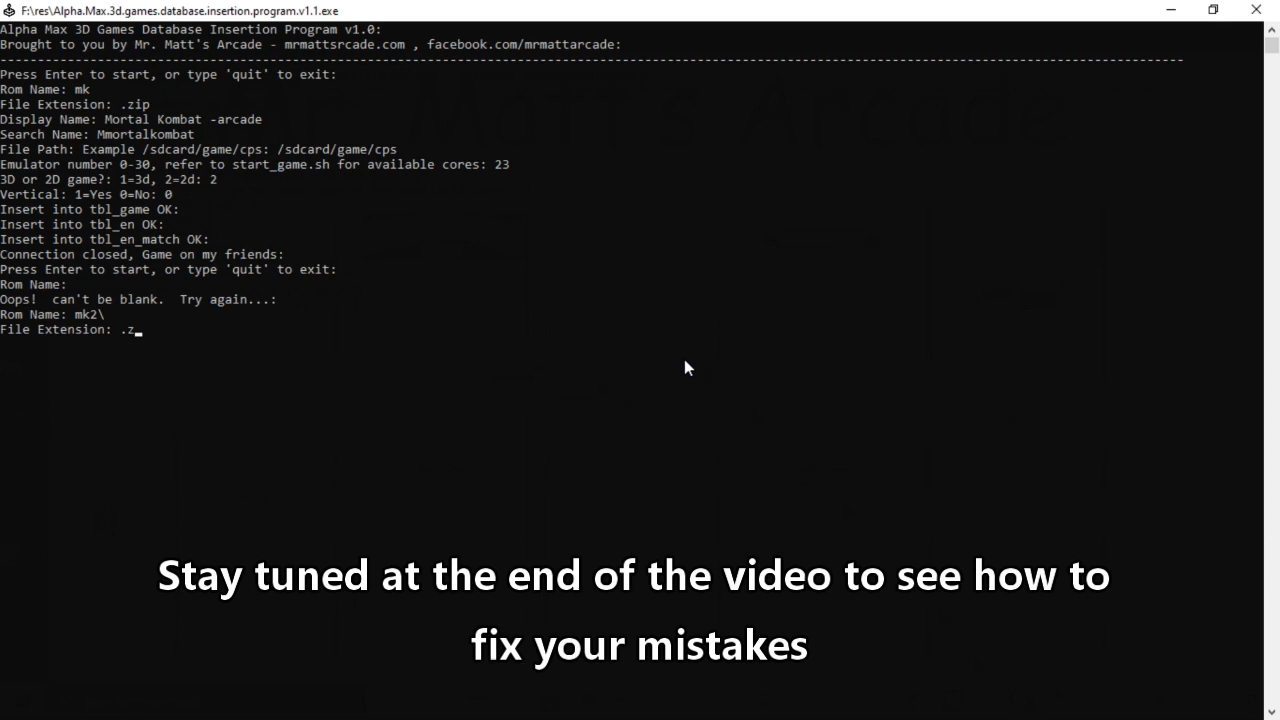 F:\res\Alpha.Max.3d.games.database.insertion.program.v1.1.exe
Alpha Max 3D Games Database Insertion Program v1.0:
Brought to you by Mr. Matt's Arcade - mrmattsrcade.com , facebook.com/mrmattarcade:
-------------------------------------------------------------------------------------------------------------------------------------------------------------
Press Enter to start, or type 'quit' to exit:
Rom Name: mk
File Extension: .zip
Display Name: Mortal Kombat -arcade
Search Name: Mmortalkombat
File Path: Example /sdcard/game/cps: /sdcard/game/cps
Emulator number 0-30, refer to start_game.sh for available cores: 23
3D or 2D game?: 1=3d, 2=2d: 2
Vertical: 1=Yes 0=No: 0
Insert into tbl_game OK:
Insert into tbl_en OK:
Insert into tbl_en_match OK:
Connection closed, Game on my friends:
Press Enter to start, or type 'quit' to exit:
Rom Name:
Oops!  can't be blank.  Try again...:
Rom Name: mk2\
File Extension: .z
Stay tuned at the end of the video to see how to
fix your mistakes